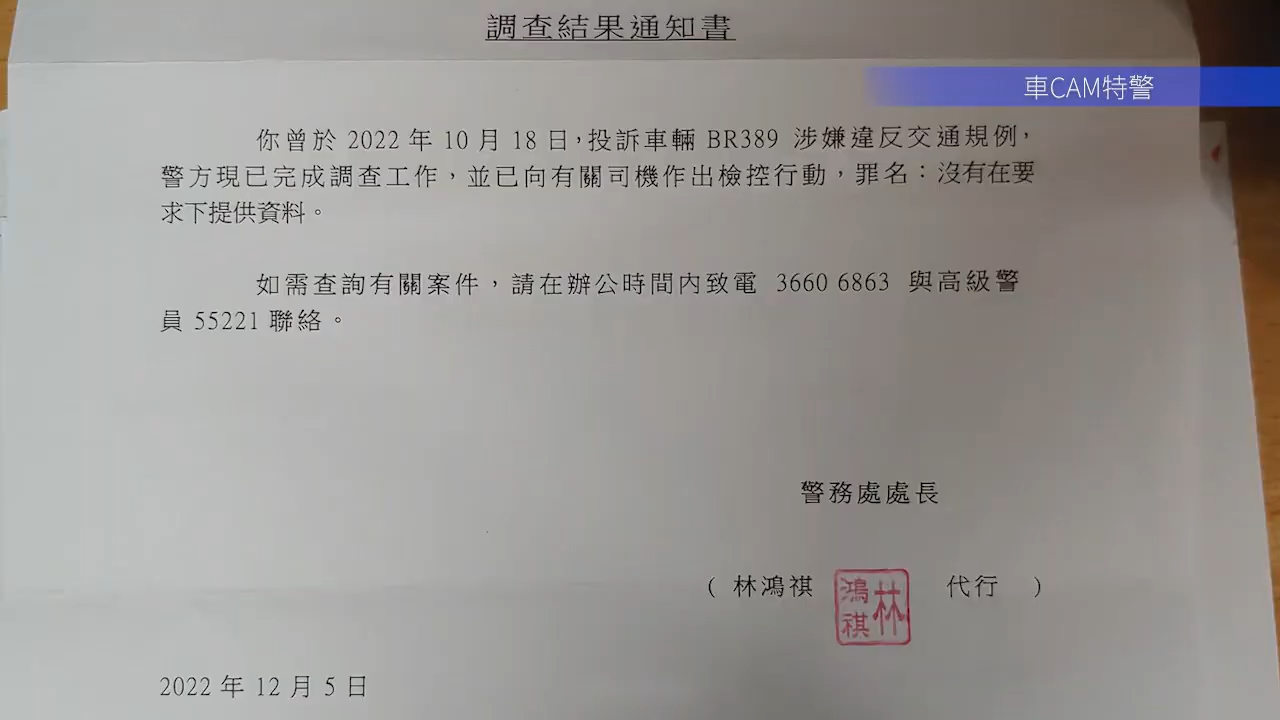 調查結果通知書
車CAM特警
你曾於 2022 年 10 月 18 日,投訴車輛 BR389 涉嫌違反交通規例,
警方現已完成調查工作，並已向有關司機作出檢控行動，罪名：沒有在要
求下提供資料。
如需查詢有關案件，請在辦公時間內致電 3660 6863 與高級警
員 55221 聯絡。
警務處處長
( 林鴻祺 林鴻祺 代行 )
2022 年 12 月 5 日